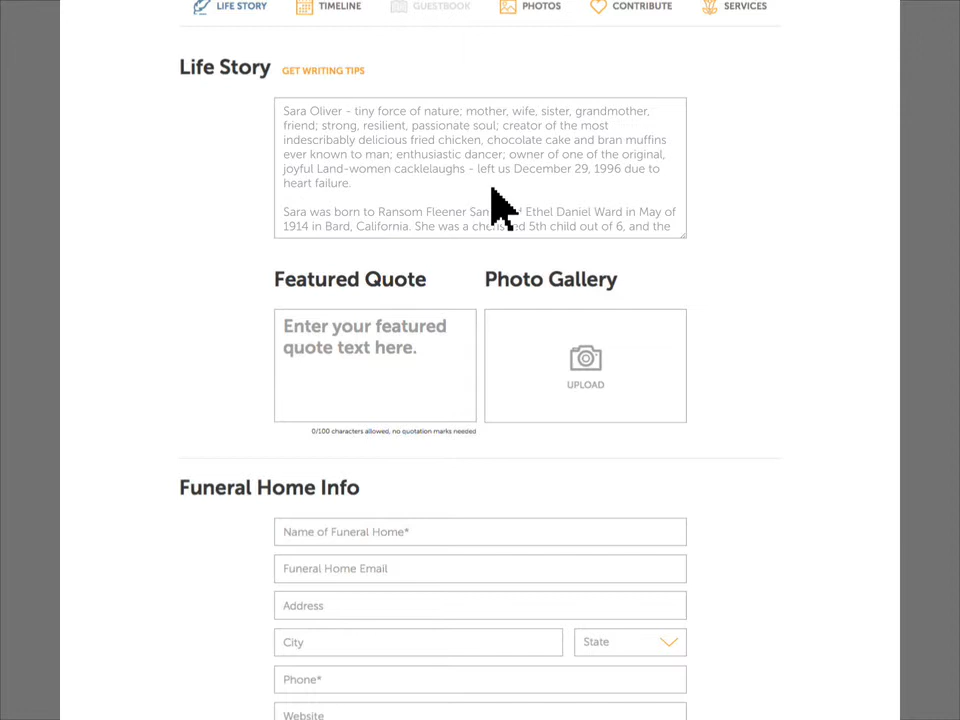 LIFE STORY TIMELINE GUESTBOOK PHOTOS CONTRIBUTE SERVICES
Life Story GET WRITING TIPS
Sara Oliver - tiny force of nature; mother, wife, sister, grandmother,
friend; strong, resilient, passionate soul; creator of the most
indescribably delicious fried chicken, chocolate cake and bran muffins
ever known to man; enthusiastic dancer; owner of one of the original,
joyful Land-women cacklelaughs - left us December 29, 1996 due to
heart failure.
Sara was born to Ransom Fleener Ethel Daniel Ward in May of
1914 in Bard, California. She was a 5th child out of 6, and the
Featured Quote Photo Gallery
Enter your featured
quote text here.
UPLOAD
0/100 characters allowed, no quotation marks needed
Funeral Home Info
Name of Funeral Home*
Funeral Home Email
Address
City State
Phone*
Website